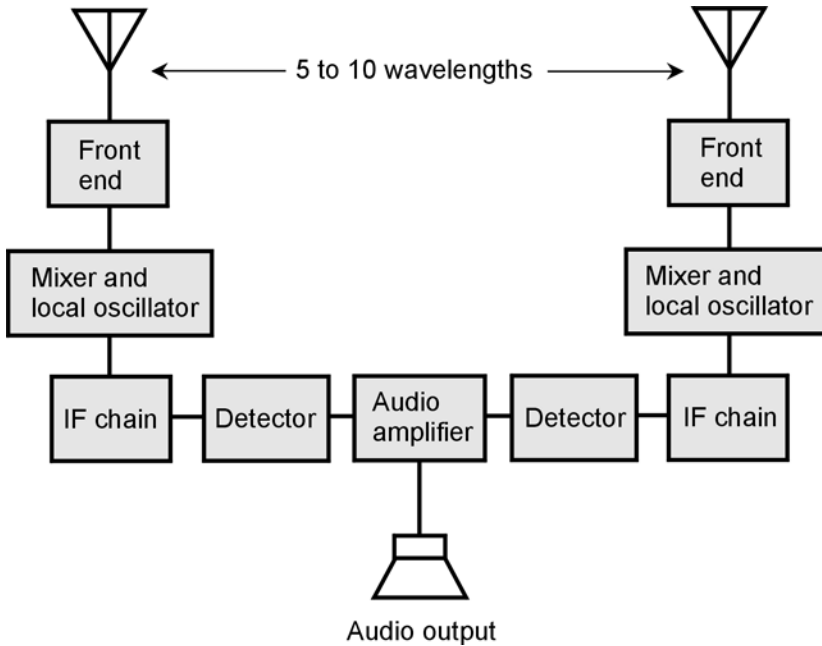 5 to 10 wavelengths
Front
end
Front
end
Mixer and
local oscillator
Mixer and
local oscillator
IF chain
Detector
Audio
amplifier
Detector
IF chain
Audio output